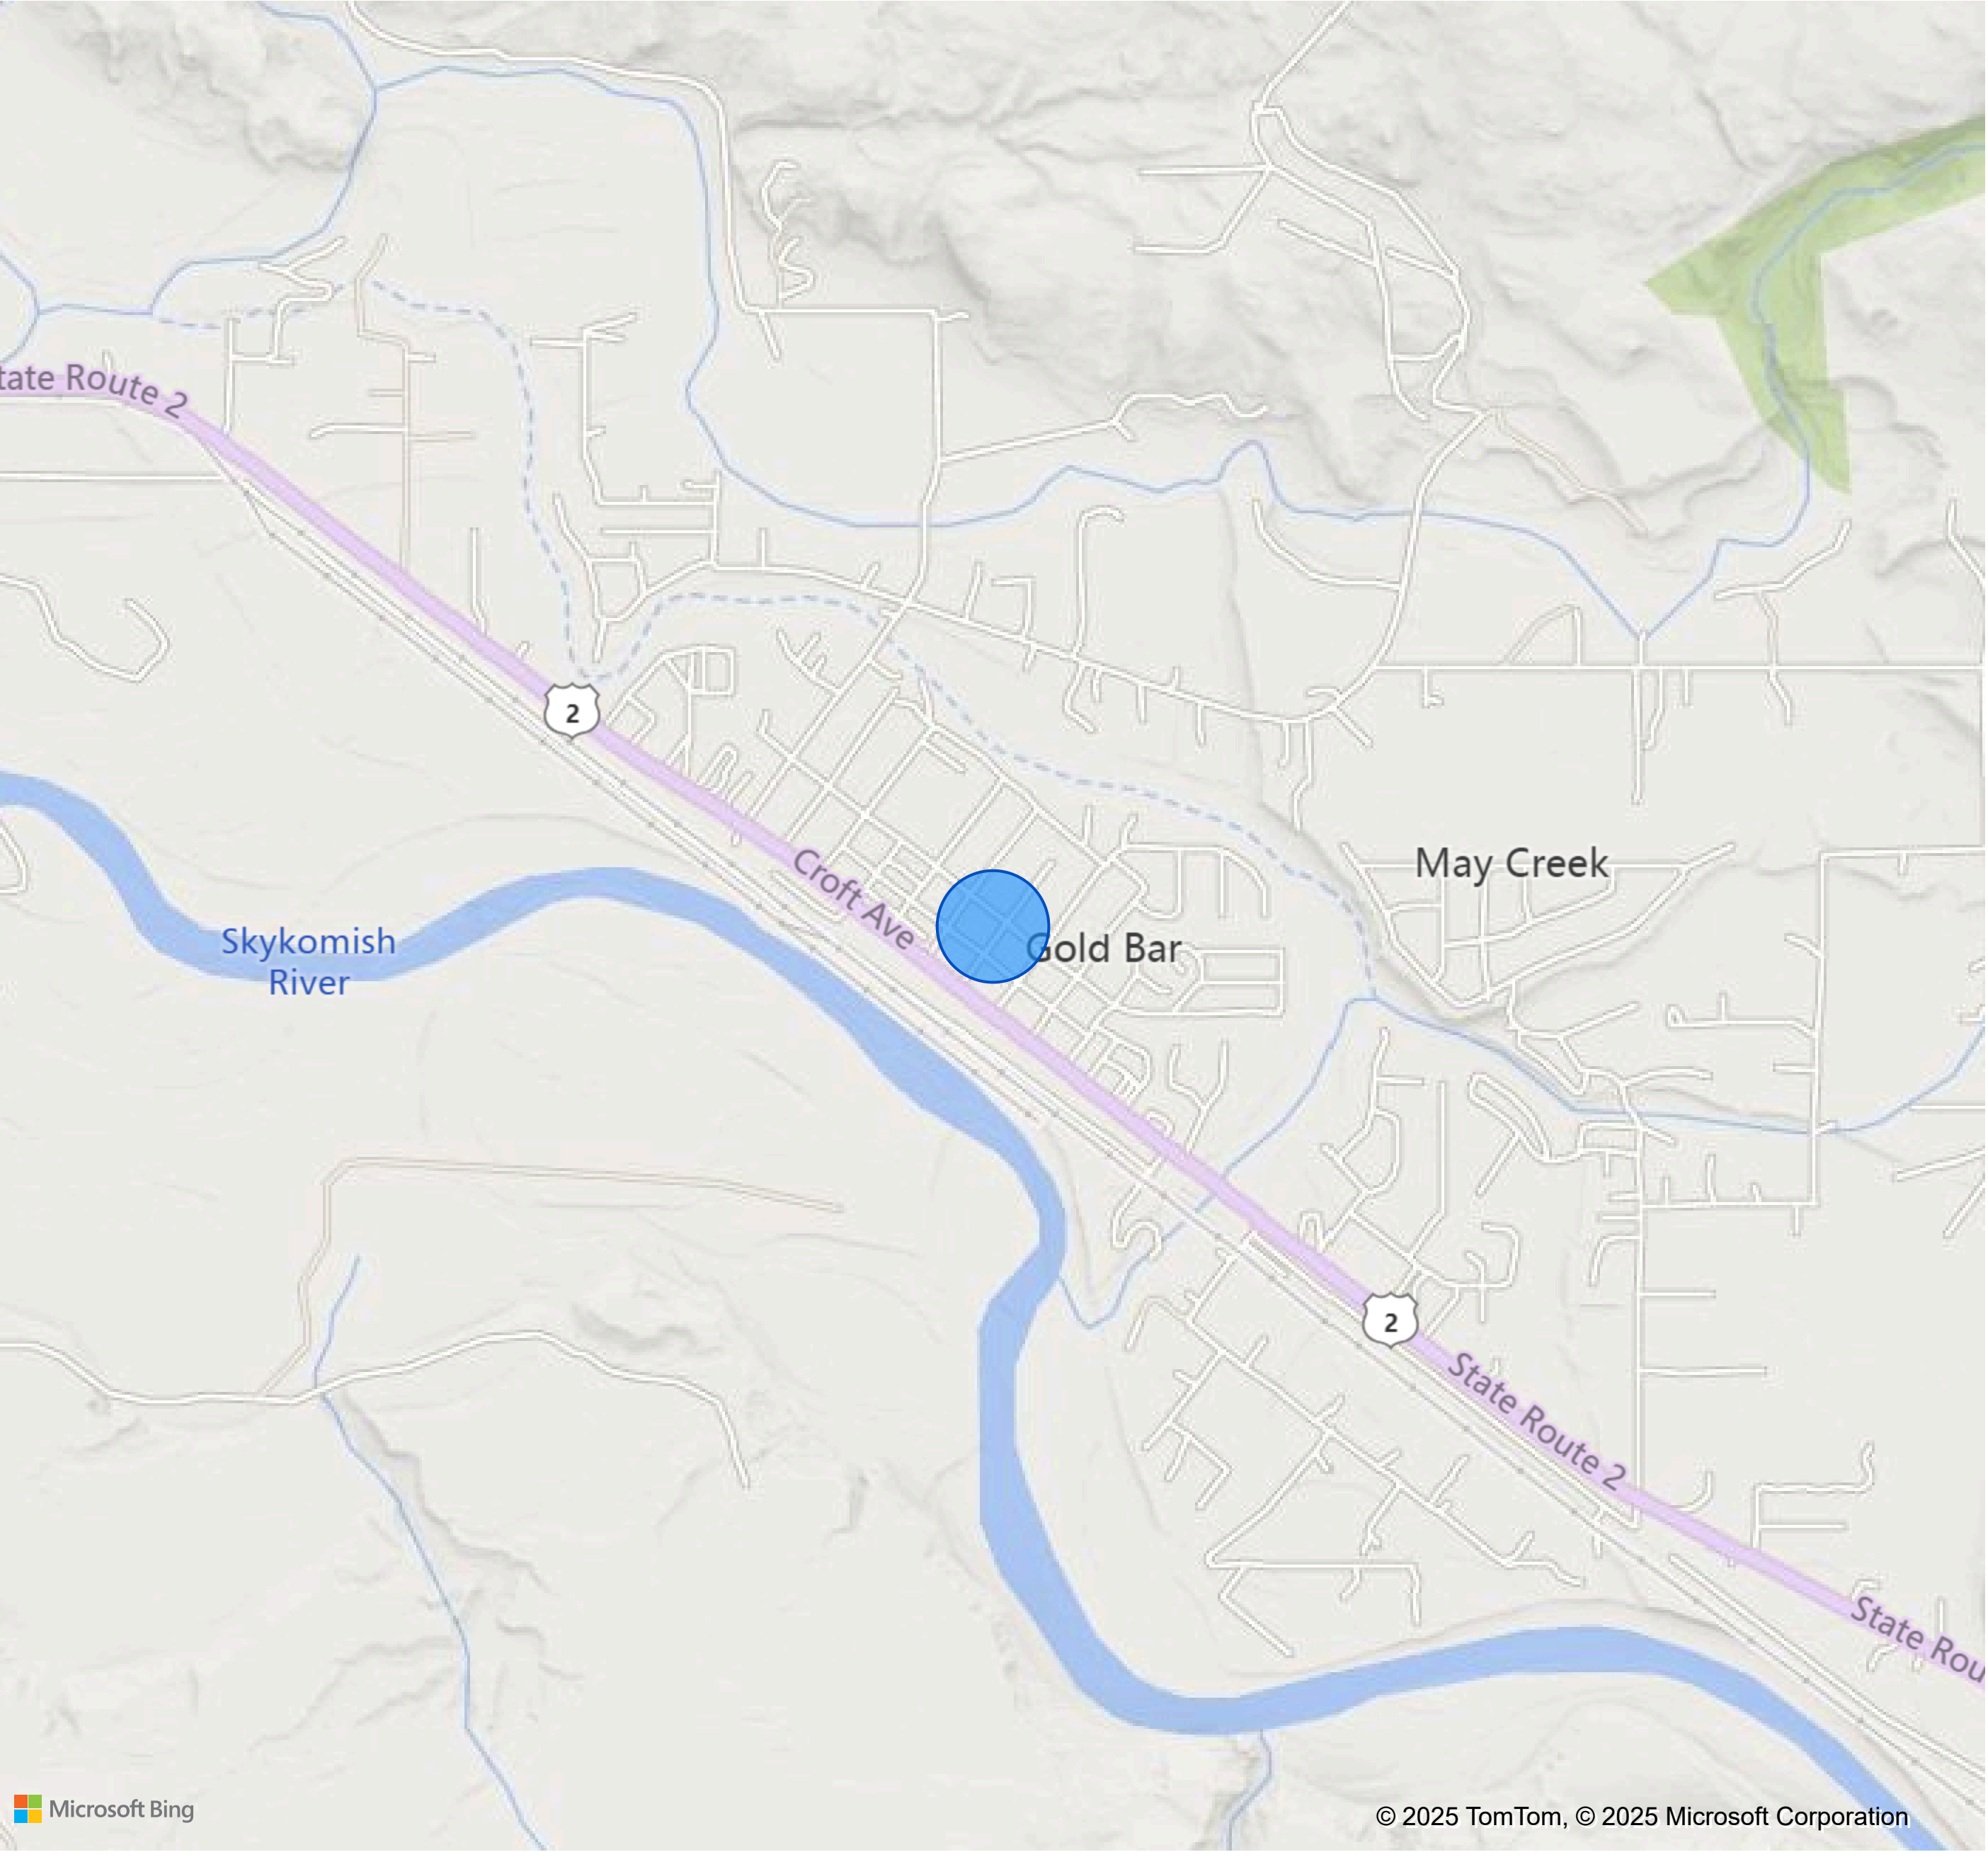 tate Route 2
2
Croft Ave
May Creek
Gold Bar
Skykomish
River
2
State Route 2
State Rou
Microsoft Bing
© 2025 TomTom, © 2025 Microsoft Corporation